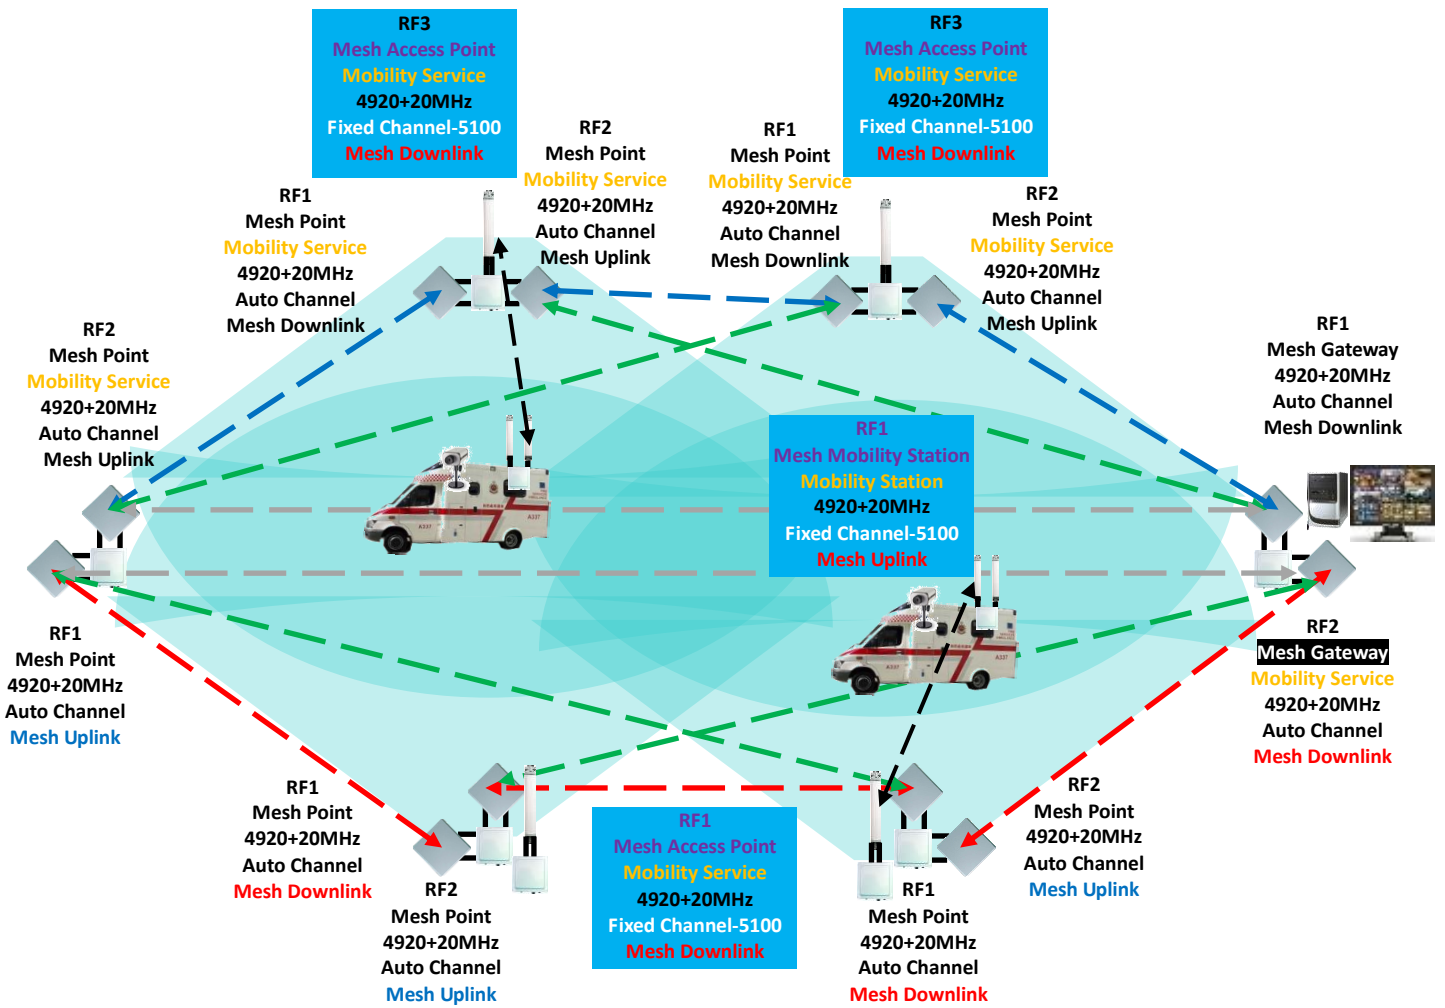 RF3
Mesh Access Point
Mobility Service
4920+20MHz
Fixed Channel-5100
Mesh Downlink
RF3
Mesh Access Point
Mobility Service
4920+20MHz
Fixed Channel-5100
Mesh Downlink
RF2
Mesh Point
Mobility Service
4920+20MHz
Auto Channel
Mesh Uplink
RF1
Mesh Point
Mobility Service
4920+20MHz
Auto Channel
Mesh Downlink
RF1
Mesh Point
Mobility Service
4920+20MHz
Auto Channel
Mesh Downlink
RF2
Mesh Point
Mobility Service
4920+20MHz
Auto Channel
Mesh Uplink
RF2
Mesh Point
Mobility Service
4920+20MHz
Auto Channel
Mesh Uplink
RF1
Mesh Gateway
4920+20MHz
Auto Channel
Mesh Downlink
RF1
Mesh Mobility Station
Mobility Station
4920+20MHz
Fixed Channel-5100
Mesh Uplink
A337
A337
A337
A337
RF1
Mesh Point
4920+20MHz
Auto Channel
Mesh Uplink
RF2
Mesh Gateway
Mobility Service
4920+20MHz
Auto Channel
Mesh Downlink
RF1
Mesh Point
4920+20MHz
Auto Channel
Mesh Downlink
RF2
Mesh Point
4920+20MHz
Auto Channel
Mesh Uplink
RF1
Mesh Access Point
Mobility Service
4920+20MHz
Fixed Channel-5100
Mesh Downlink
RF1
Mesh Point
4920+20MHz
Auto Channel
Mesh Downlink
RF2
Mesh Point
4920+20MHz
Auto Channel
Mesh Uplink